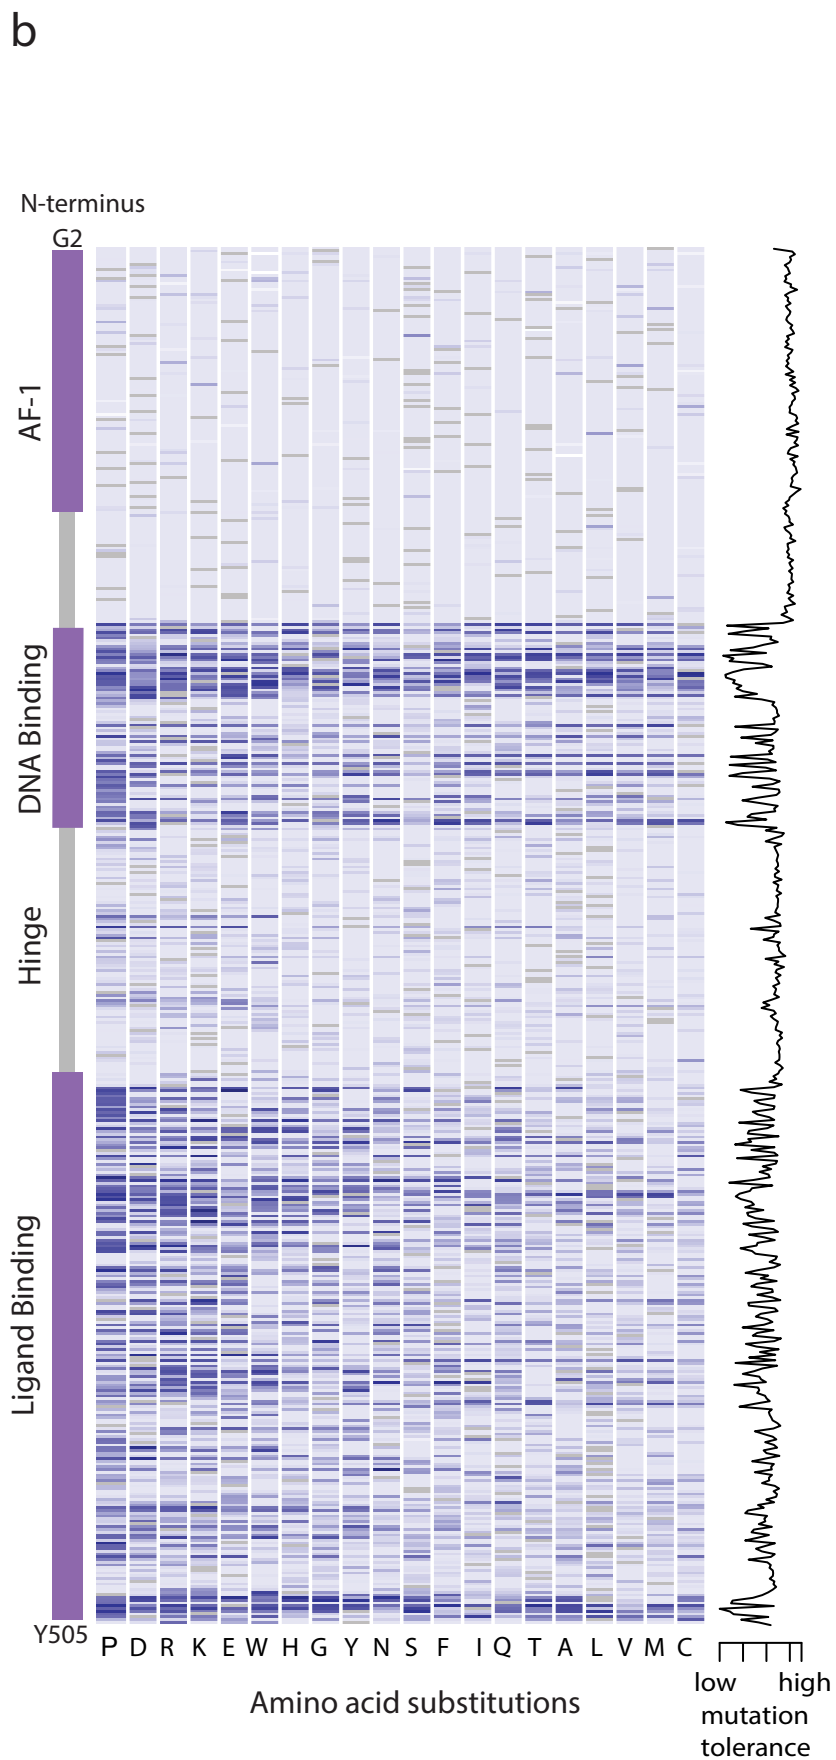 b
N-terminus
G2
AF-1
DNA Binding
Hinge
Ligand Binding
Y505
P D R K E W H G Y N S F I Q T A L V M C
Amino acid substitutions
low high
mutation
tolerance